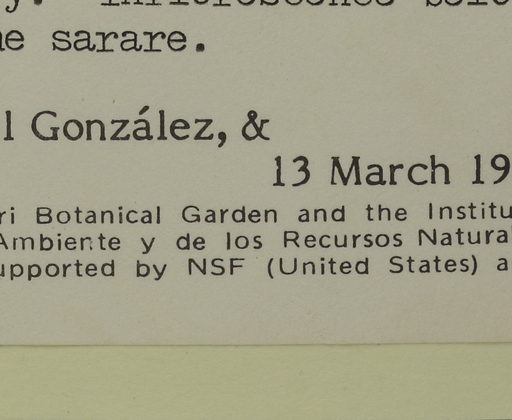 sarare.
l González, &
13 March 19
ri Botanical Garden and the Institu
Ambiente y de los Recursos Natura
upported by NSF (United States) a